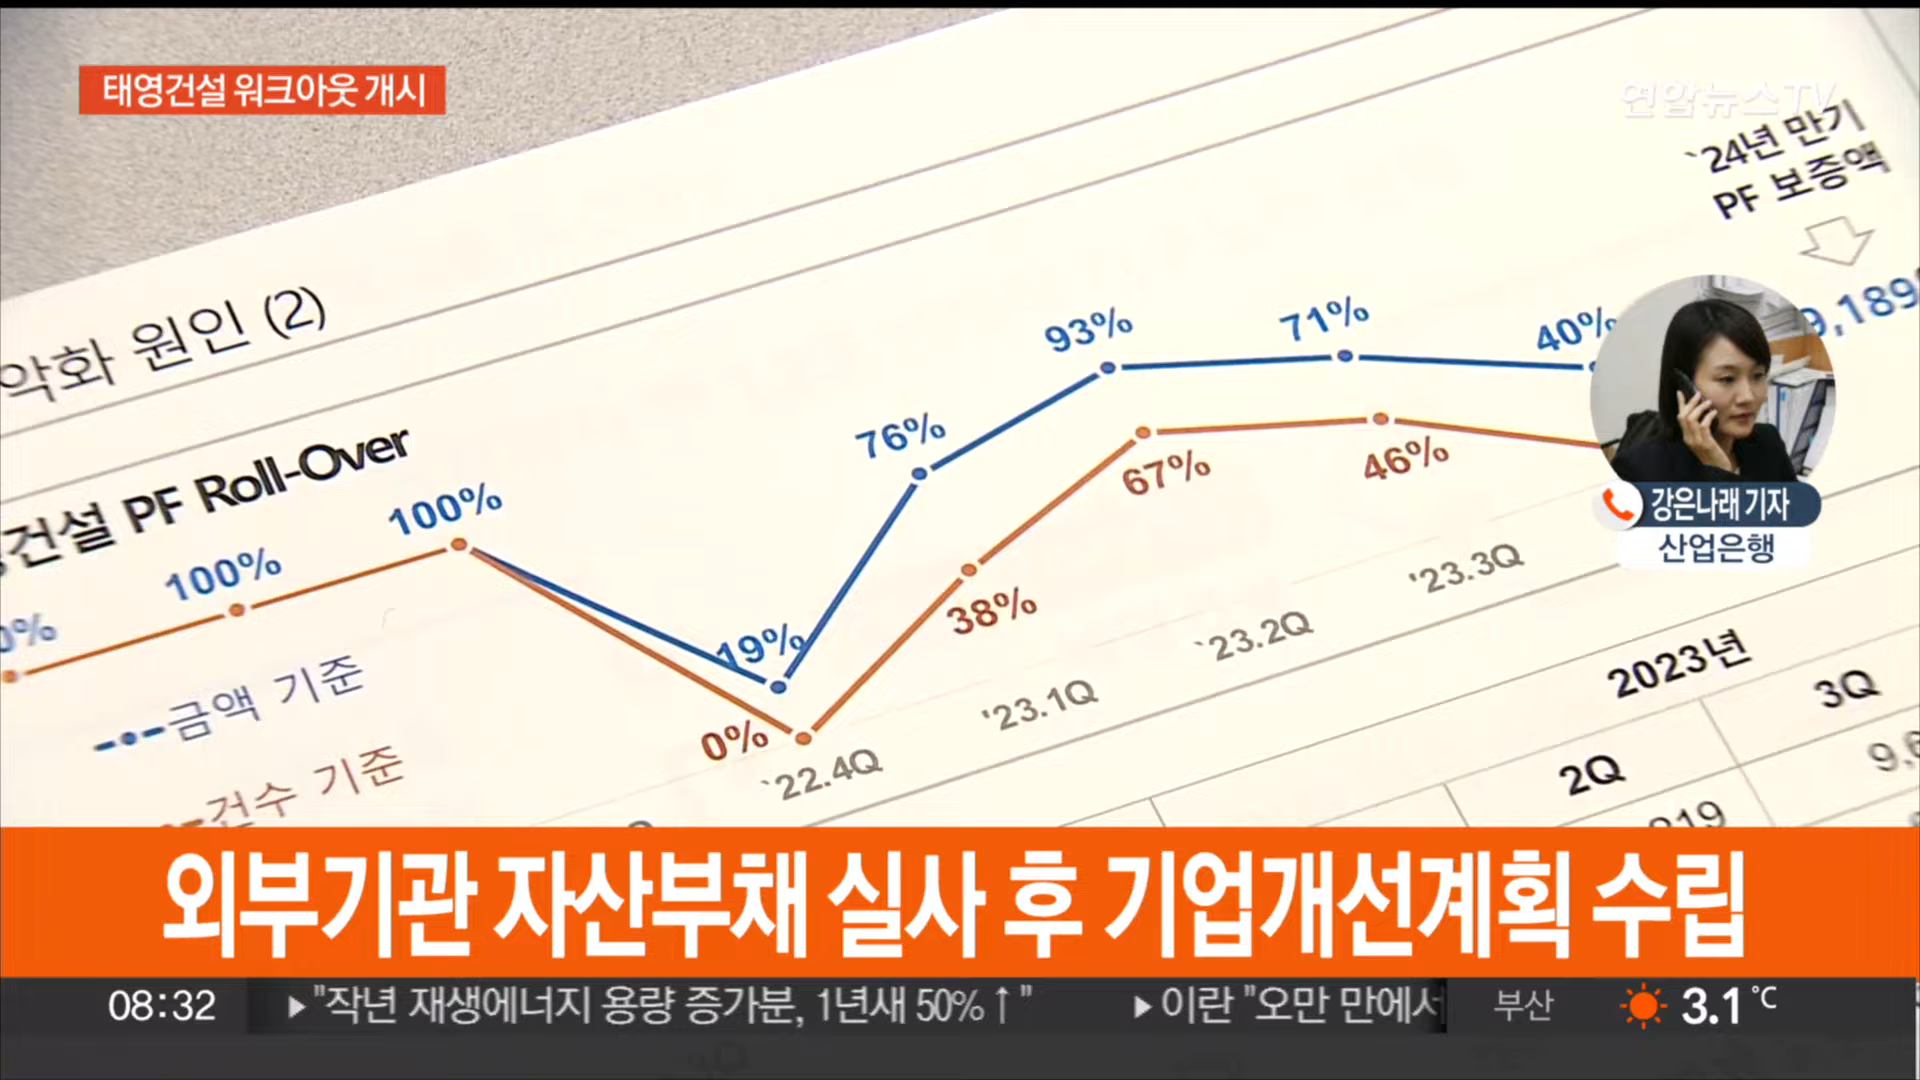 태영건설 워크아웃 개시
연합뉴스TV
`24년 만기
PF 보증액
9,189
악화 원인 (2)
건설 PF Roll-Over
0%
100%
100%
19%
76%
93%
71%
40%
0%
38%
67%
46%
금액 기준
건수 기준
`22.4Q
'23.1Q
`23.2Q
'23.3Q
2023년
2Q
3Q
강은나래 기자
산업은행
외부기관 자산부채 실사 후 기업개선계획 수립
08:32 ▶"작년 재생에너지 용량 증가분, 1년새 50%↑" ▶이란 "오만 만에서 부산 3.1℃